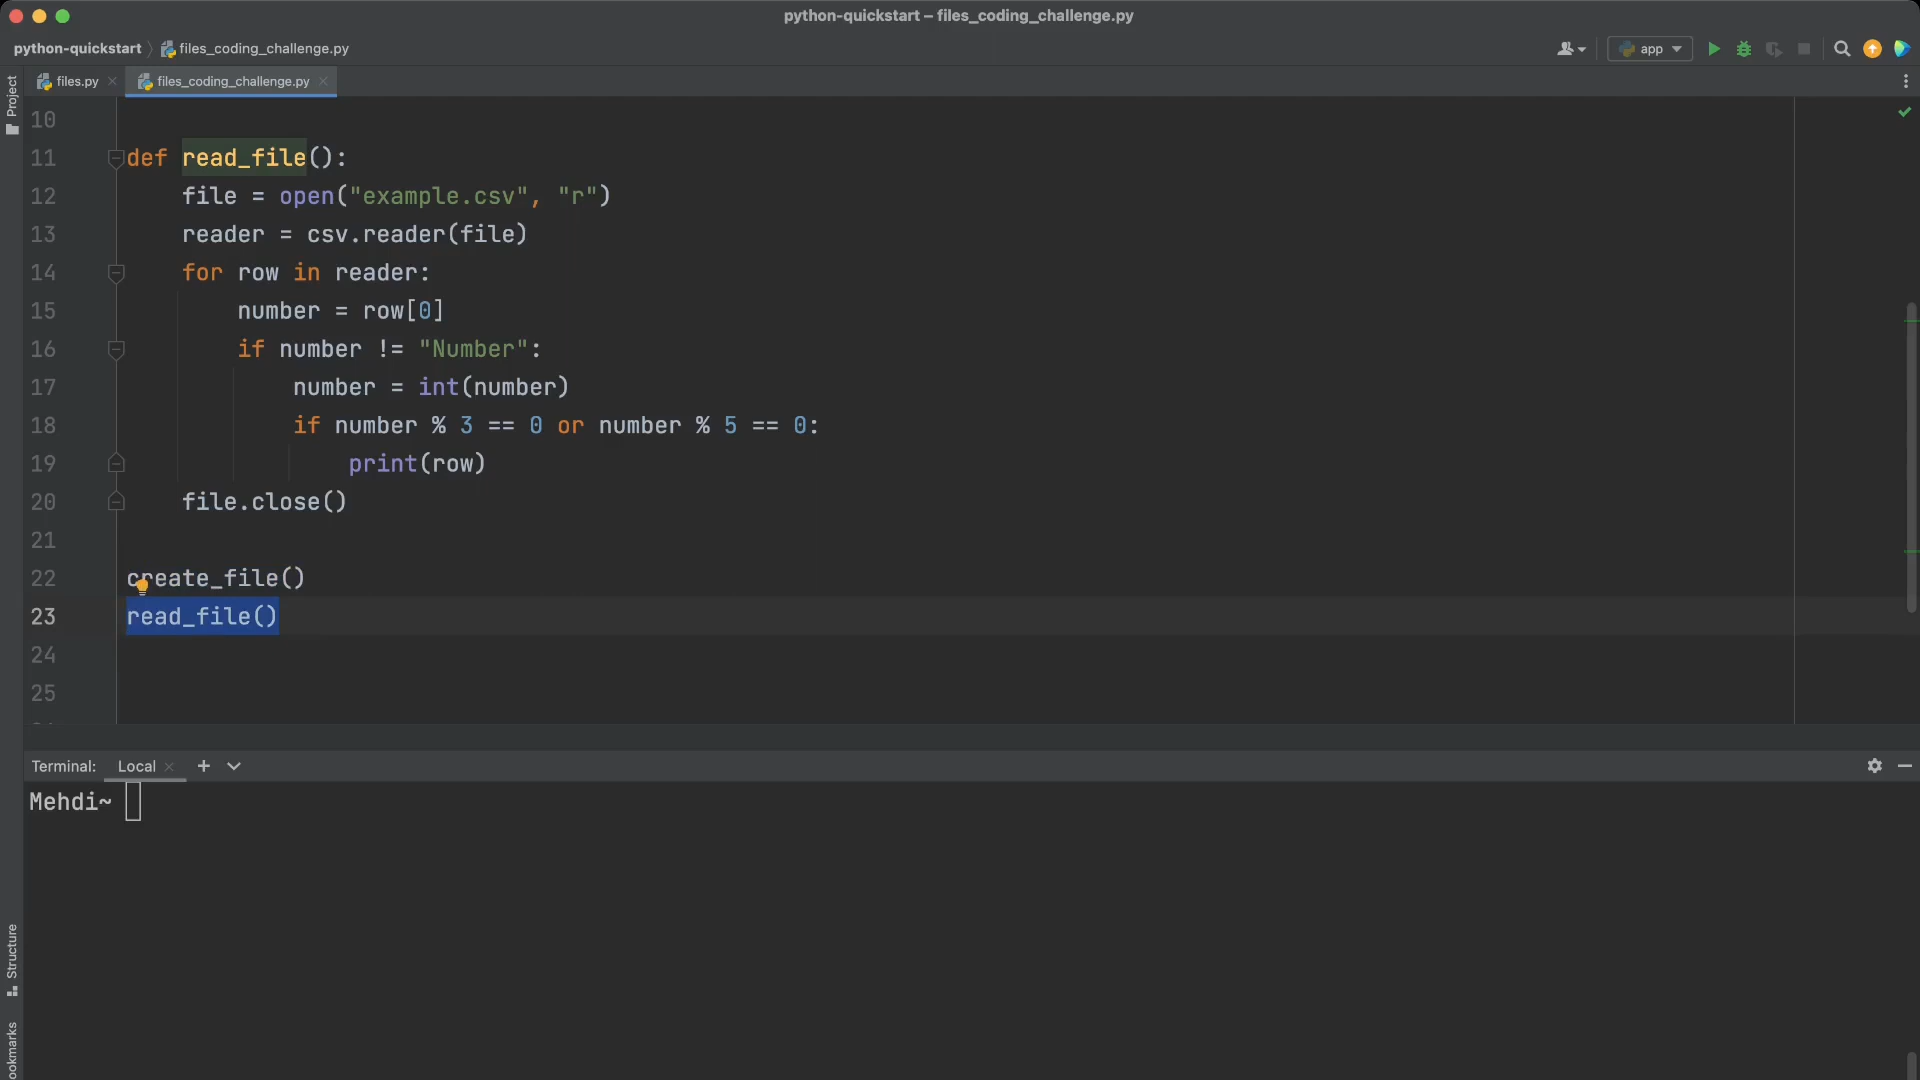 python-quickstart – files_coding_challenge.py
python-quickstart files_coding_challenge.py
app
Project
files.py
files_coding_challenge.py
10
11 def read_file():
12 file = open("example.csv", "r")
13 reader = csv.reader(file)
14 for row in reader:
15 number = row[0]
16 if number != "Number":
17 number = int(number)
18 if number % 3 == 0 or number % 5 == 0:
19 print(row)
20 file.close()
21
22 create_file()
23 read_file()
24
25
Terminal: Local
Mehdi~
Structure